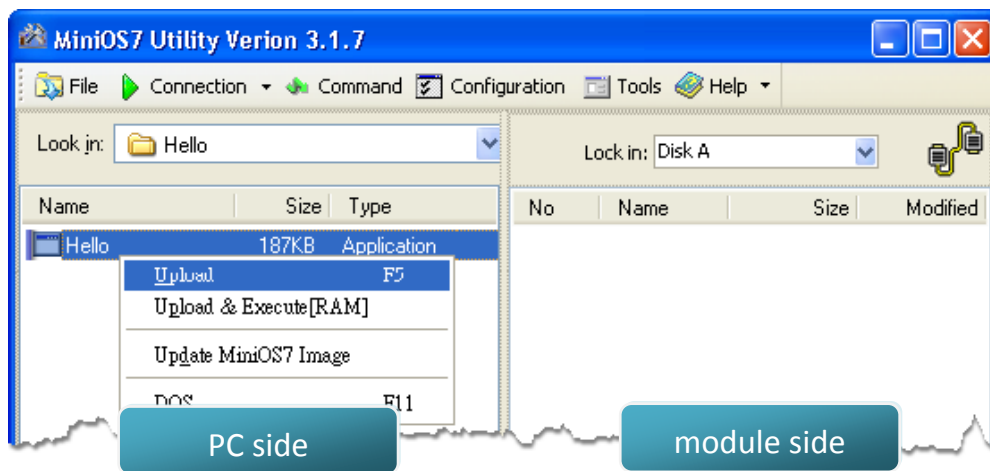 MiniOS7 Utility Verion 3.1.7
File Connection Command Configuration Tools Help
Look in: Hello
Lock in: Disk A
Name Size Type
No Name Size Modified
Hello 187KB Application
Upload F5
Upload & Execute[RAM]
Update MiniOS7 Image
DOS F11
PC side
module side